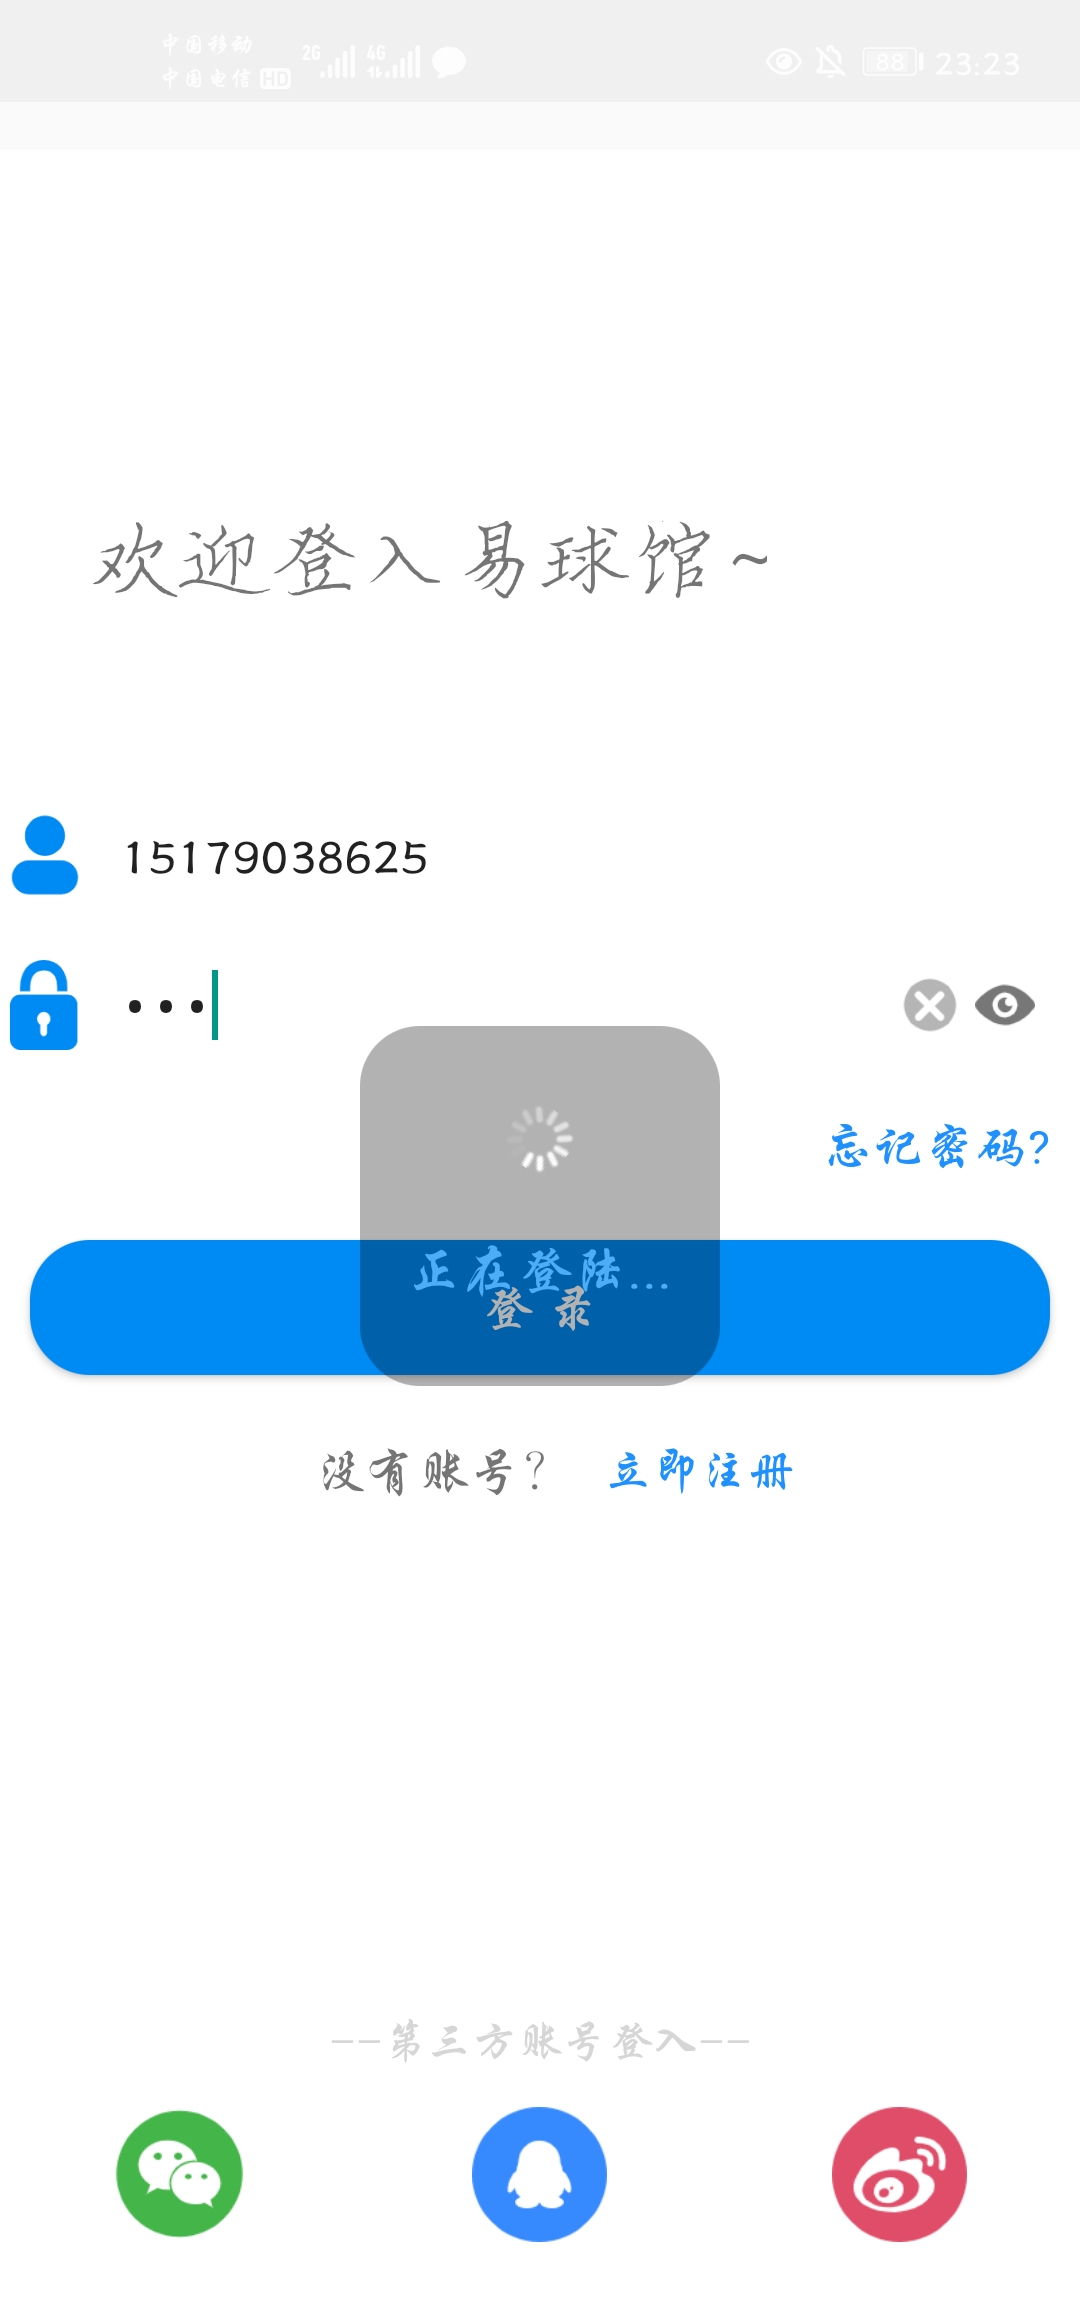 中国移动 2G 4G 88 23:23
中国电信 HD
欢迎登入易球馆~
15179038625
•••
忘记密码?
正在登陆...
登 录
没有账号? 立即注册
--第三方账号登入--